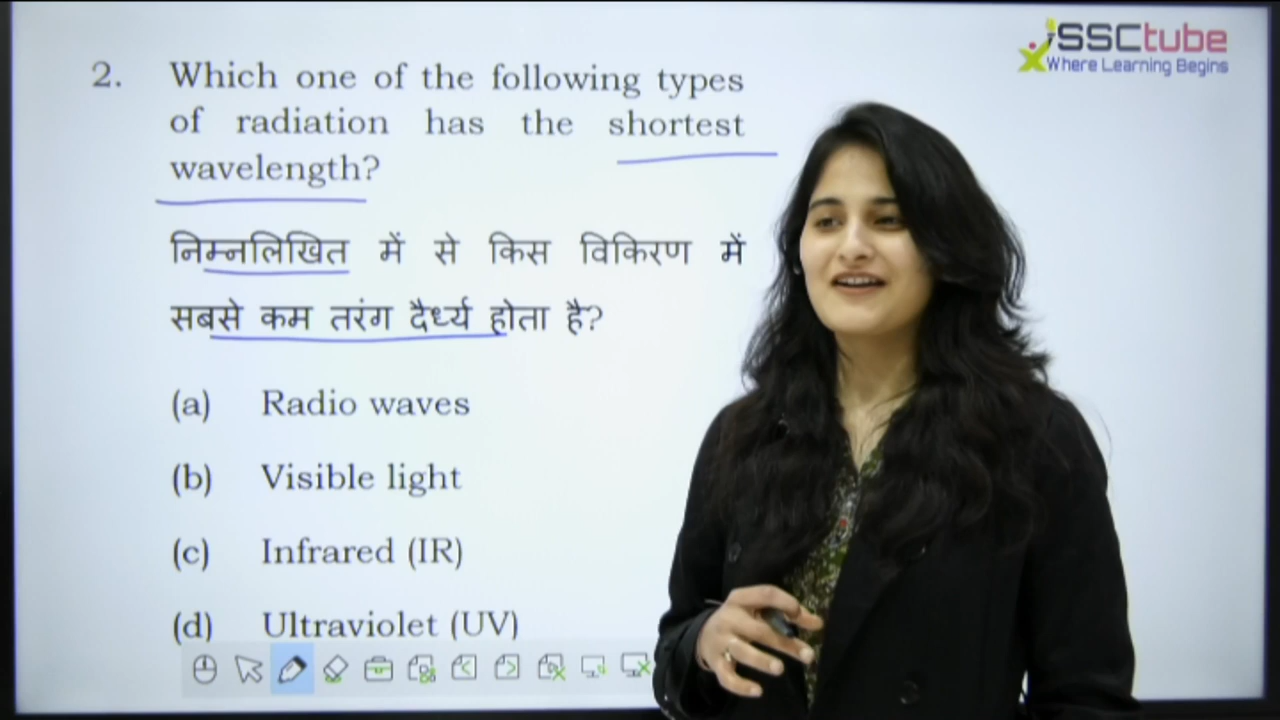 SSCtube
Where Learning Begins
2. Which one of the following types
of radiation has the shortest
wavelength?
निम्नलिखित में से किस विकिरण में
सबसे कम तरंग दैर्ध्य होता है?
(a) Radio waves
(b) Visible light
(c) Infrared (IR)
(d) Ultraviolet (UV)